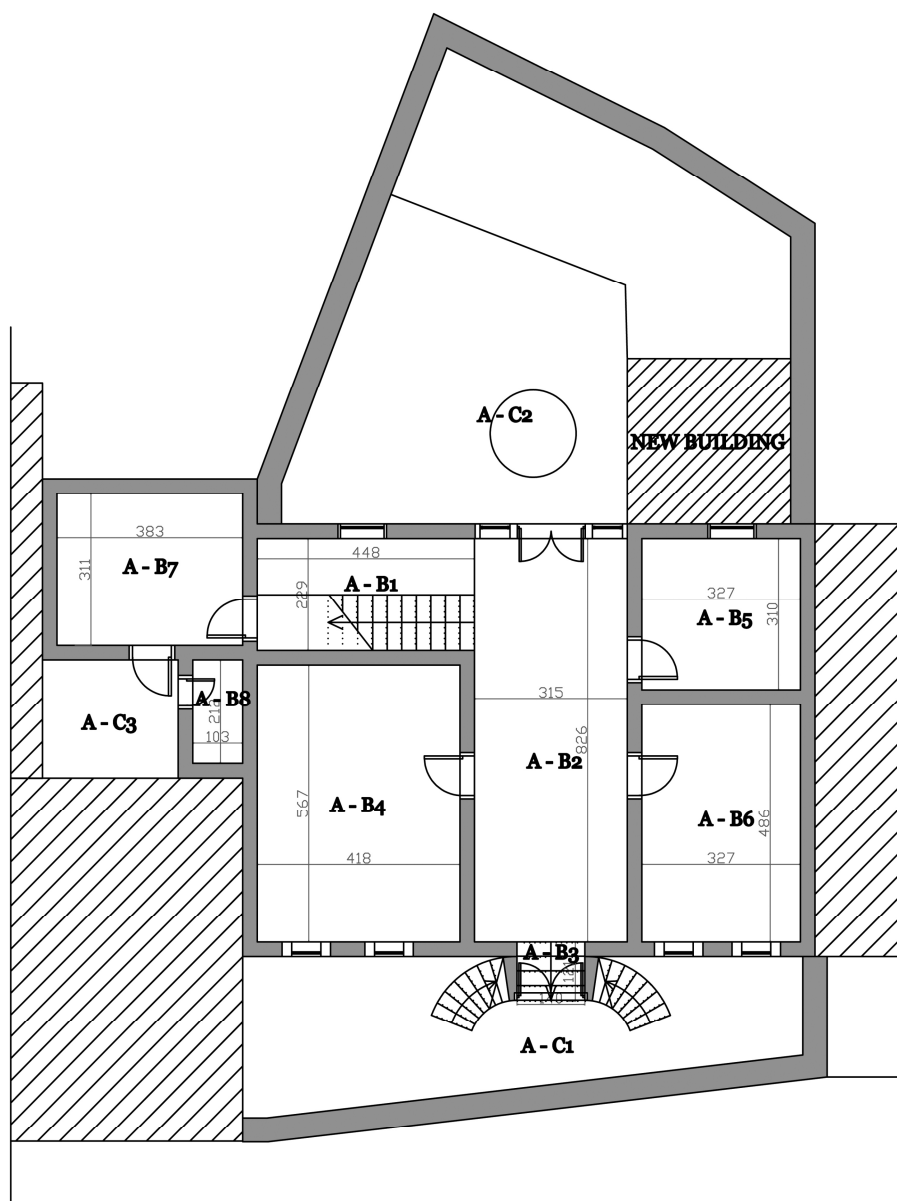 A - C2
NEW BUILDING
383
311
A - B7
448
A - B1
229
327
310
A - B5
A - B8
103
A - C3
315
826
A - B2
567
A - B4
418
A - B6
486
327
A - B3
A - C1